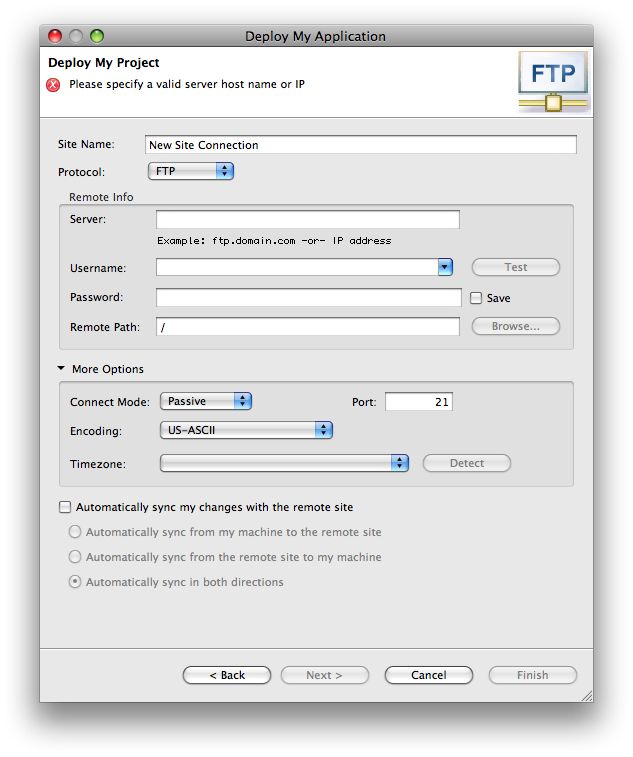 Deploy My Application
Deploy My Project
Please specify a valid server host name or IP
FTP
Site Name: New Site Connection
Protocol: FTP
Remote Info
Server:
Example: ftp.domain.com -or- IP address
Username: Test
Password: Save
Remote Path: / Browse...
More Options
Connect Mode: Passive Port: 21
Encoding: US-ASCII
Timezone: Detect
Automatically sync my changes with the remote site
Automatically sync from my machine to the remote site
Automatically sync from the remote site to my machine
Automatically sync in both directions
< Back Next > Cancel Finish